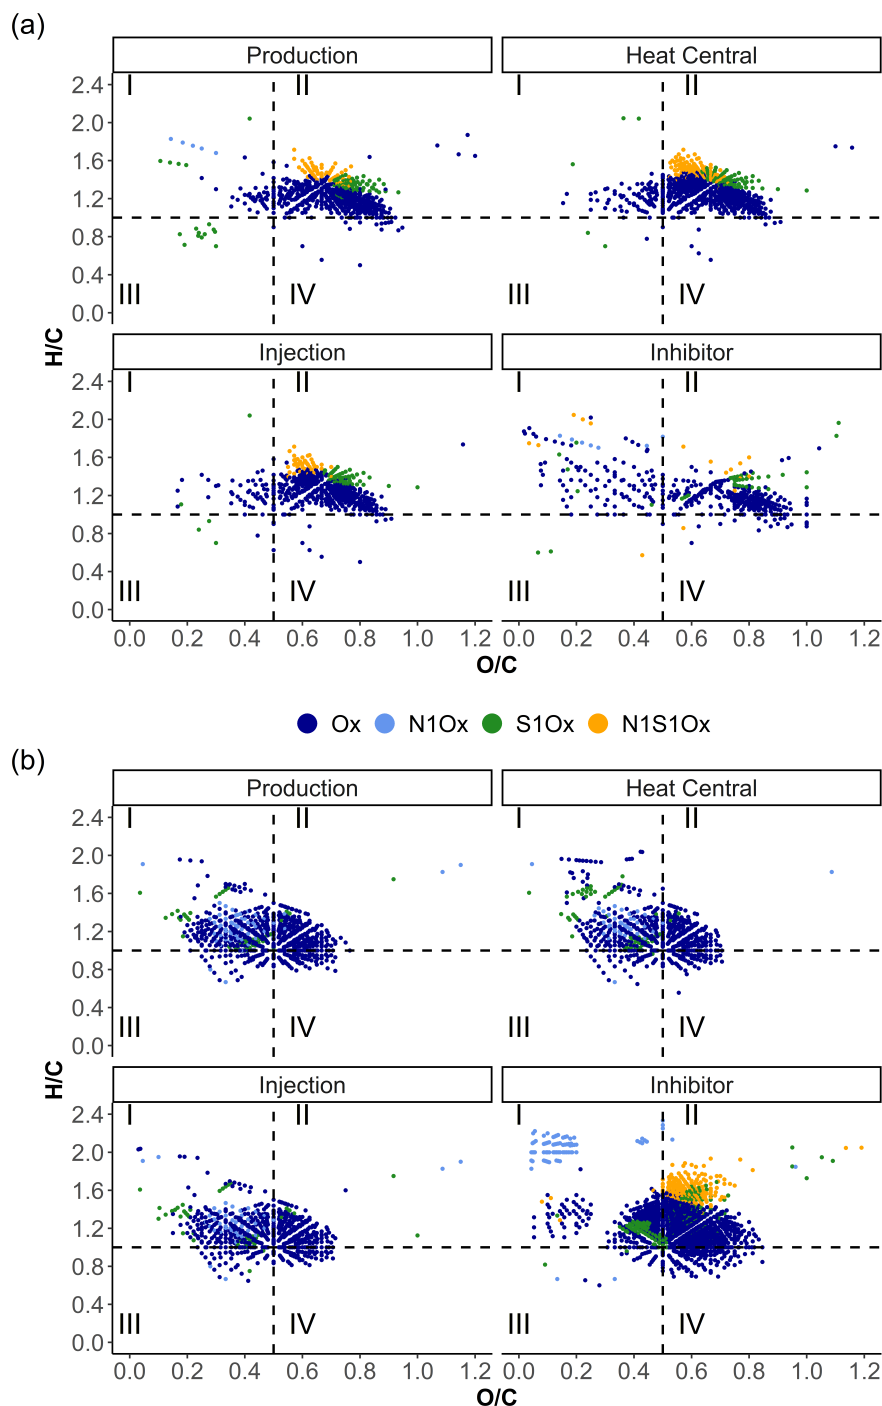 (a)
Production
Heat Central
I
II
I
II
2.4
2.0
1.6
1.2
0.8
0.4
0.0
III
IV
III
IV
H/C
Injection
Inhibitor
I
II
I
II
2.4
2.0
1.6
1.2
0.8
0.4
0.0
III
IV
III
IV
0.0 0.2 0.4 0.6 0.8 1.0 1.2 0.0 0.2 0.4 0.6 0.8 1.0 1.2
O/C
Ox N1Ox S1Ox N1S1Ox
(b)
Production
Heat Central
I
II
I
II
2.4
2.0
1.6
1.2
0.8
0.4
0.0
III
IV
III
IV
H/C
Injection
Inhibitor
I
II
I
II
2.4
2.0
1.6
1.2
0.8
0.4
0.0
III
IV
III
IV
0.0 0.2 0.4 0.6 0.8 1.0 1.2 0.0 0.2 0.4 0.6 0.8 1.0 1.2
O/C